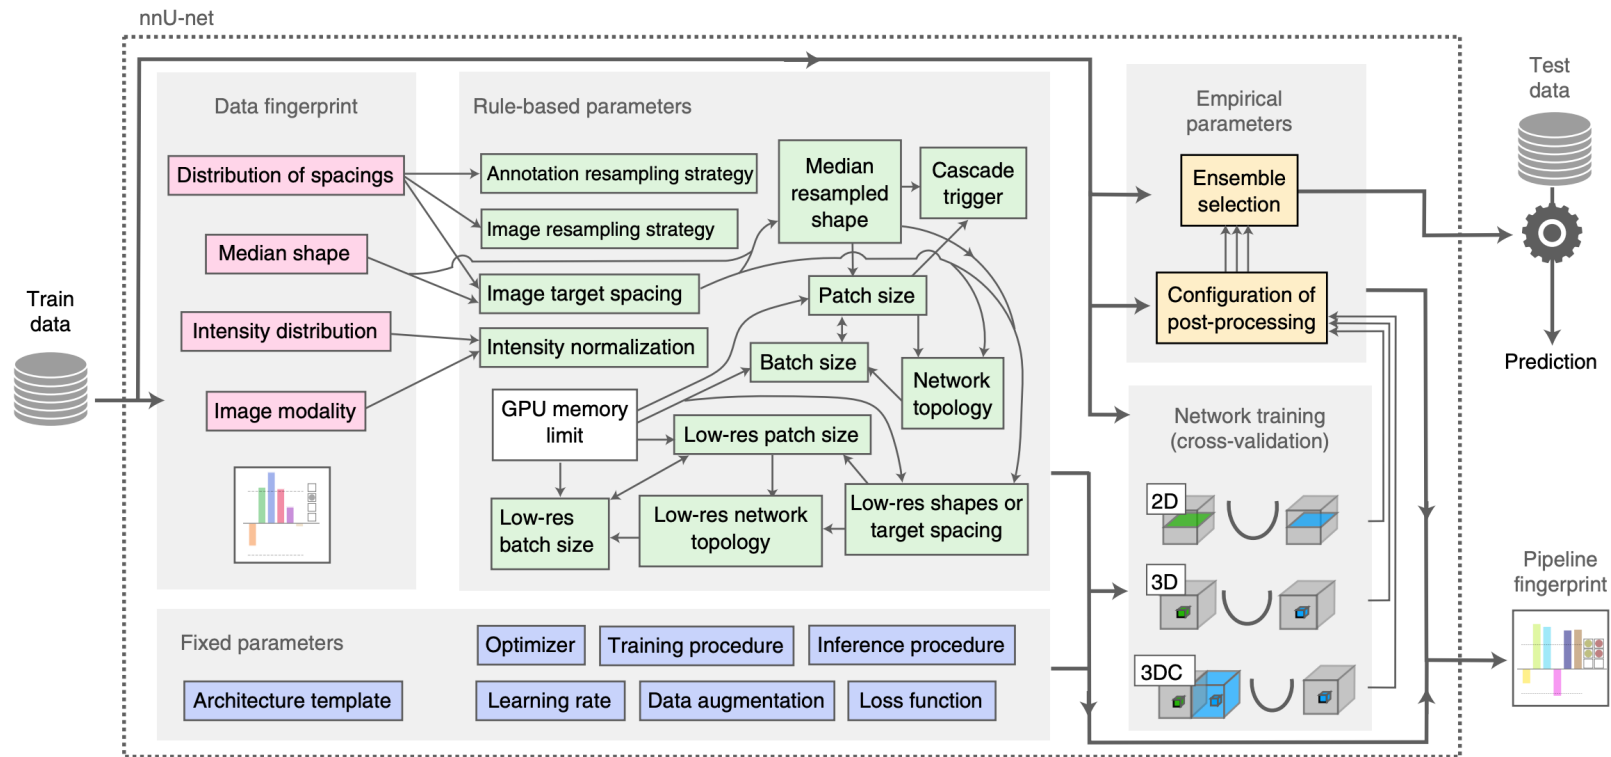 nnU-net
Train
data
Data fingerprint
Distribution of spacings
Median shape
Intensity distribution
Image modality
Rule-based parameters
Annotation resampling strategy
Image resampling strategy
Image target spacing
Intensity normalization
Median
resampled
shape
Cascade
trigger
Patch size
Batch size
Network
topology
GPU memory
limit
Low-res patch size
Low-res
batch size
Low-res network
topology
Low-res shapes or
target spacing
Fixed parameters
Optimizer
Training procedure
Inference procedure
Architecture template
Learning rate
Data augmentation
Loss function
Empirical
parameters
Ensemble
selection
Configuration of
post-processing
Network training
(cross-validation)
2D
3D
3DC
Test
data
Prediction
Pipeline
fingerprint